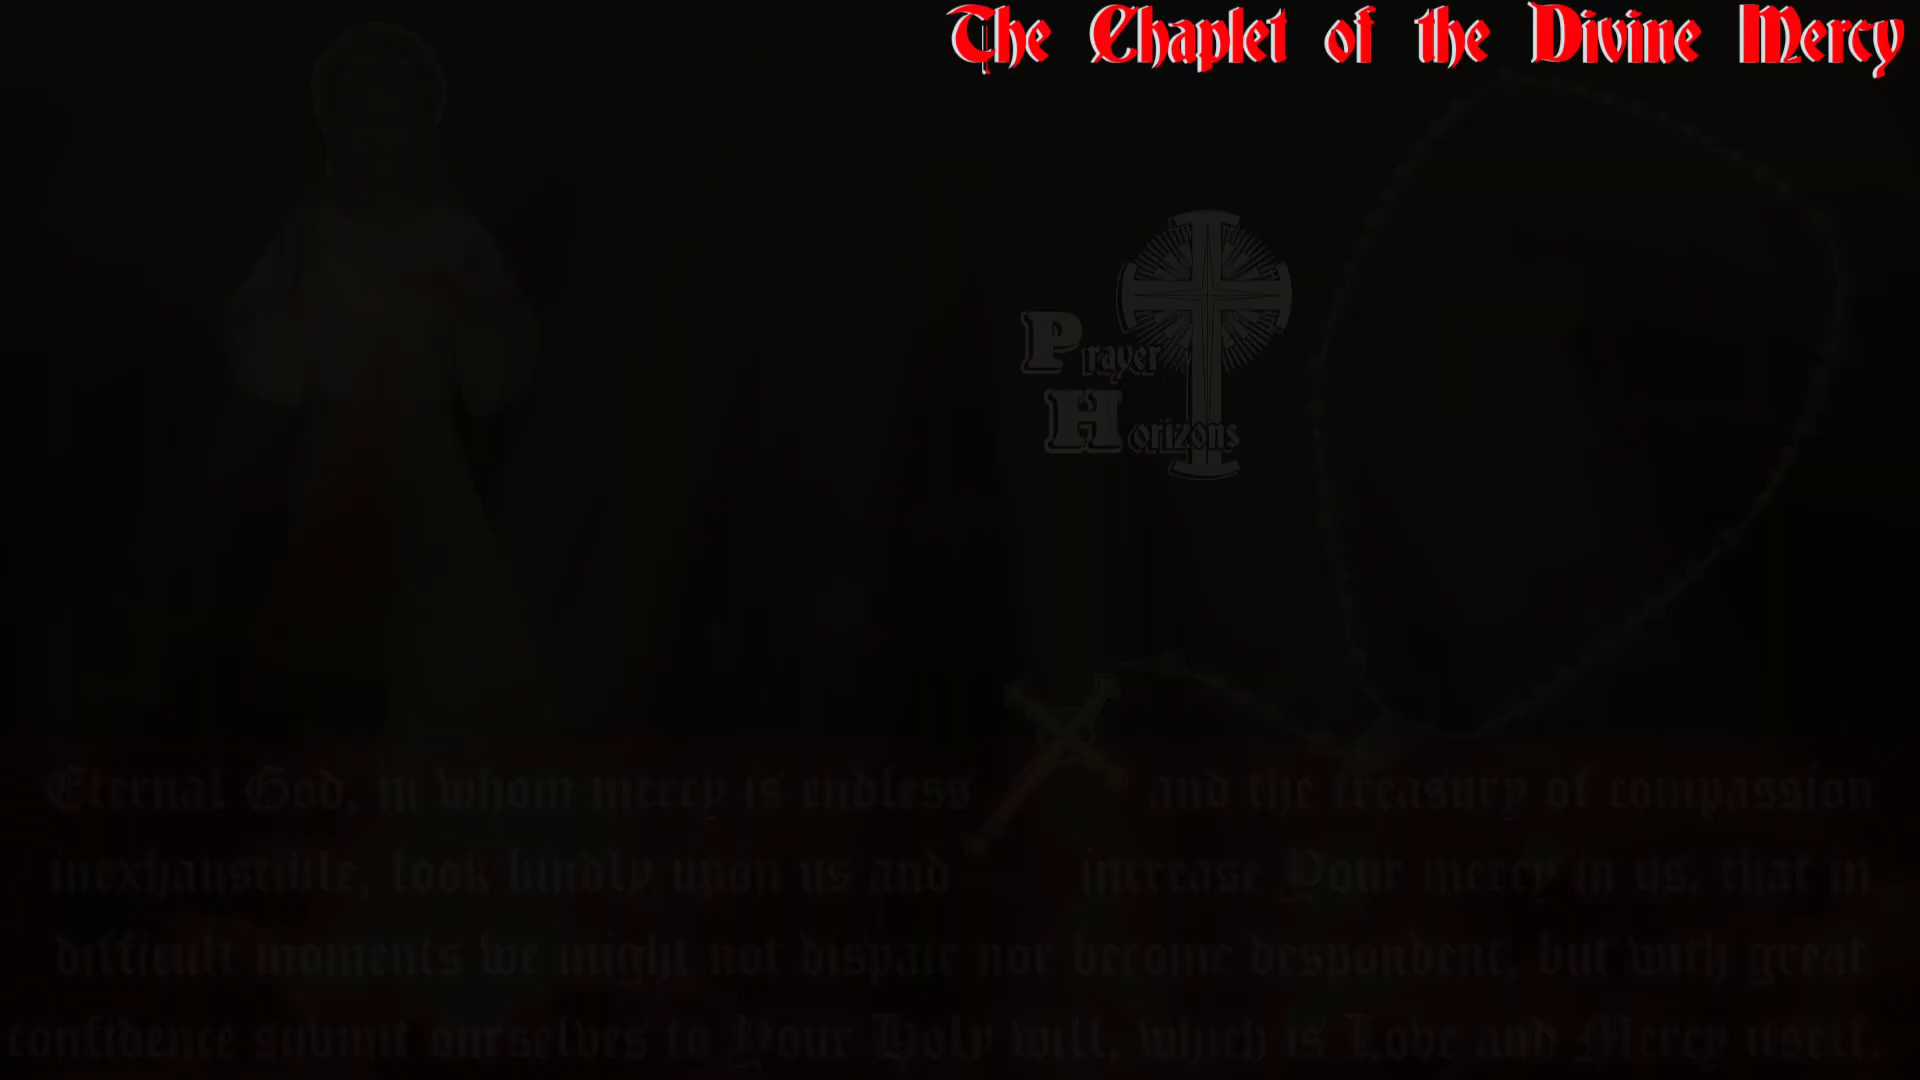 The Chaplet of the Divine Mercy
Prayer
Horizons
Eternal God, in whom mercy is endless and the treasury of compassion
inexhaustible, look kindly upon us and increase Your mercy in us, that in
difficult moments we might not dispair nor become despondent, but with great
confidence submit ourselves to Your Holy will, which is Love and Mercy itself.